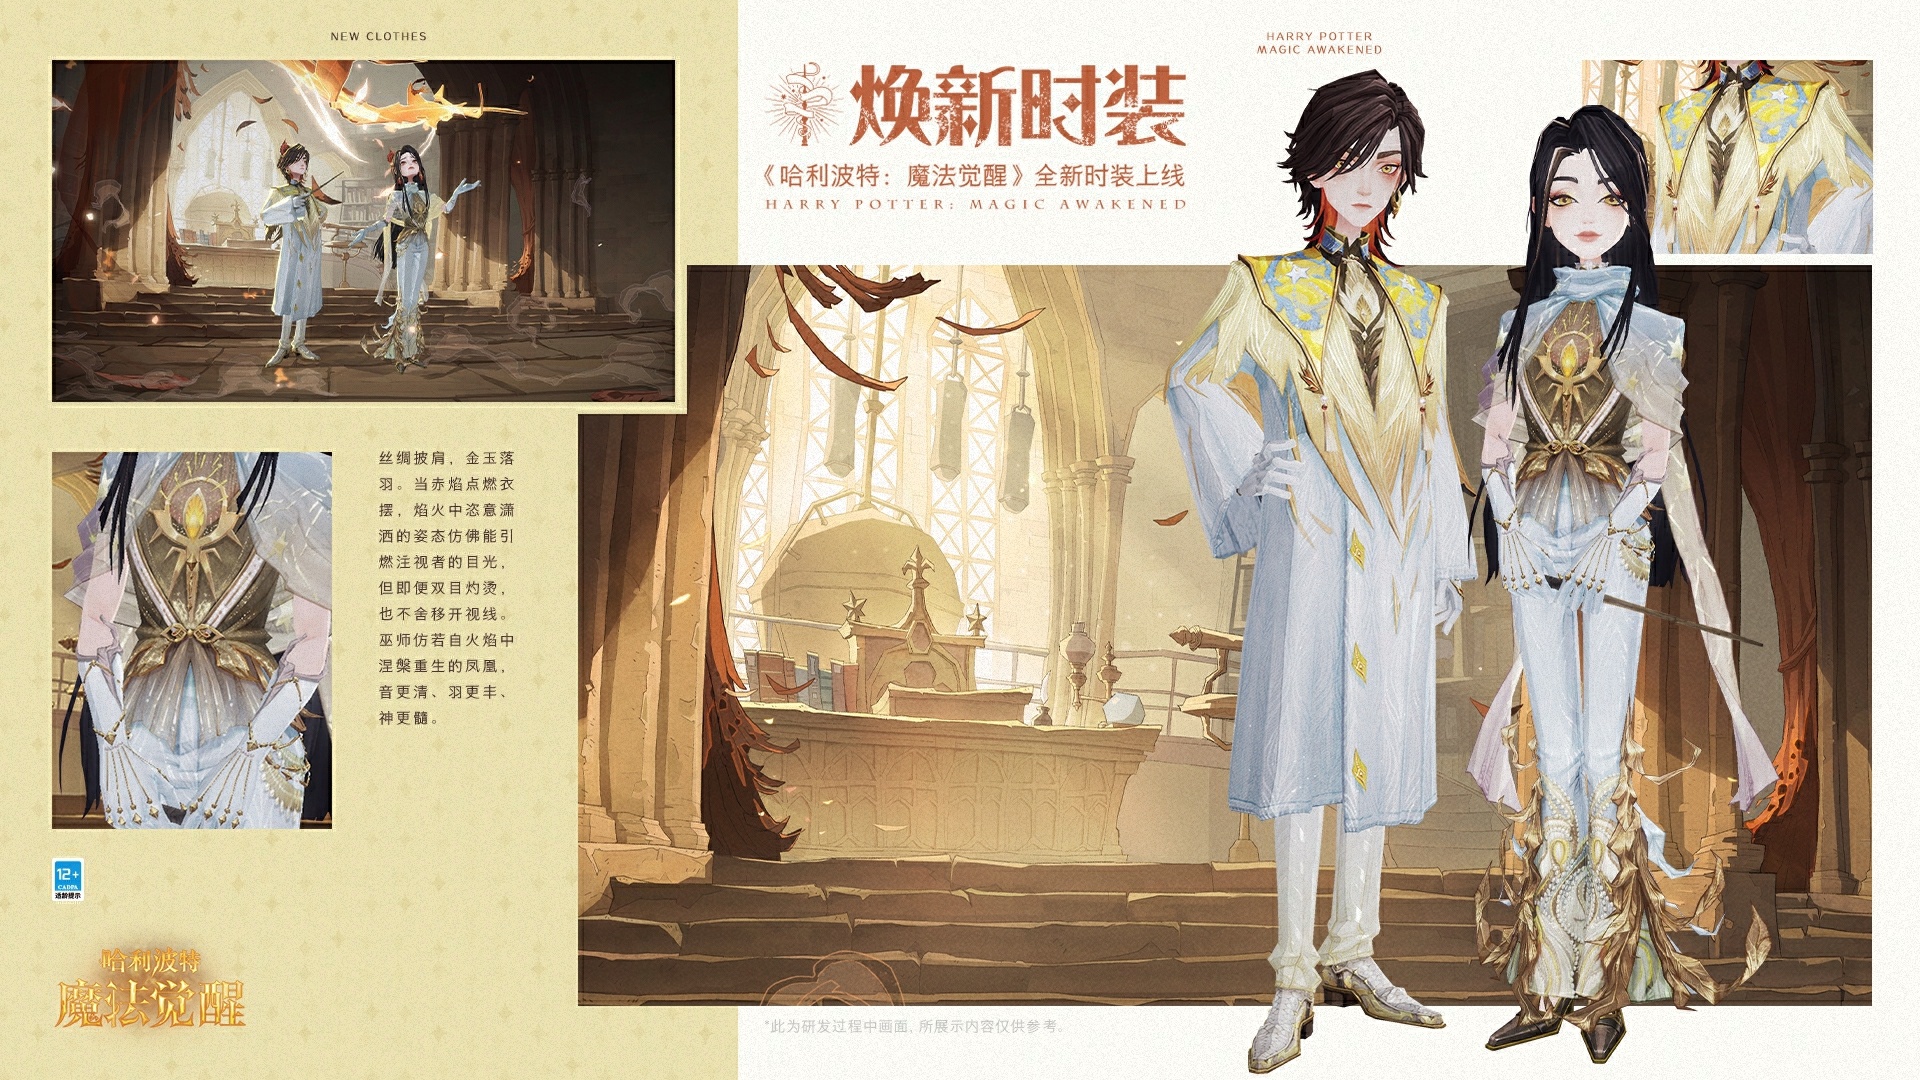 NEW CLOTHES
HARRY POTTER
MAGIC AWAKENED
焕新时装
《哈利波特：魔法觉醒》全新时装上线
HARRY POTTER: MAGIC AWAKENED
丝绸披肩，金玉落
羽。当赤焰点燃衣
摆，焰火中恣意潇
洒的姿态仿佛能引
燃注视者的目光，
但即便双目灼烫，
也不舍移开视线。
巫师仿若自火焰中
涅槃重生的凤凰，
音更清、羽更丰、
神更髓。
12+
CADPA
适龄提示
哈利波特
魔法觉醒
*此为研发过程中画面，所展示内容仅供参考。